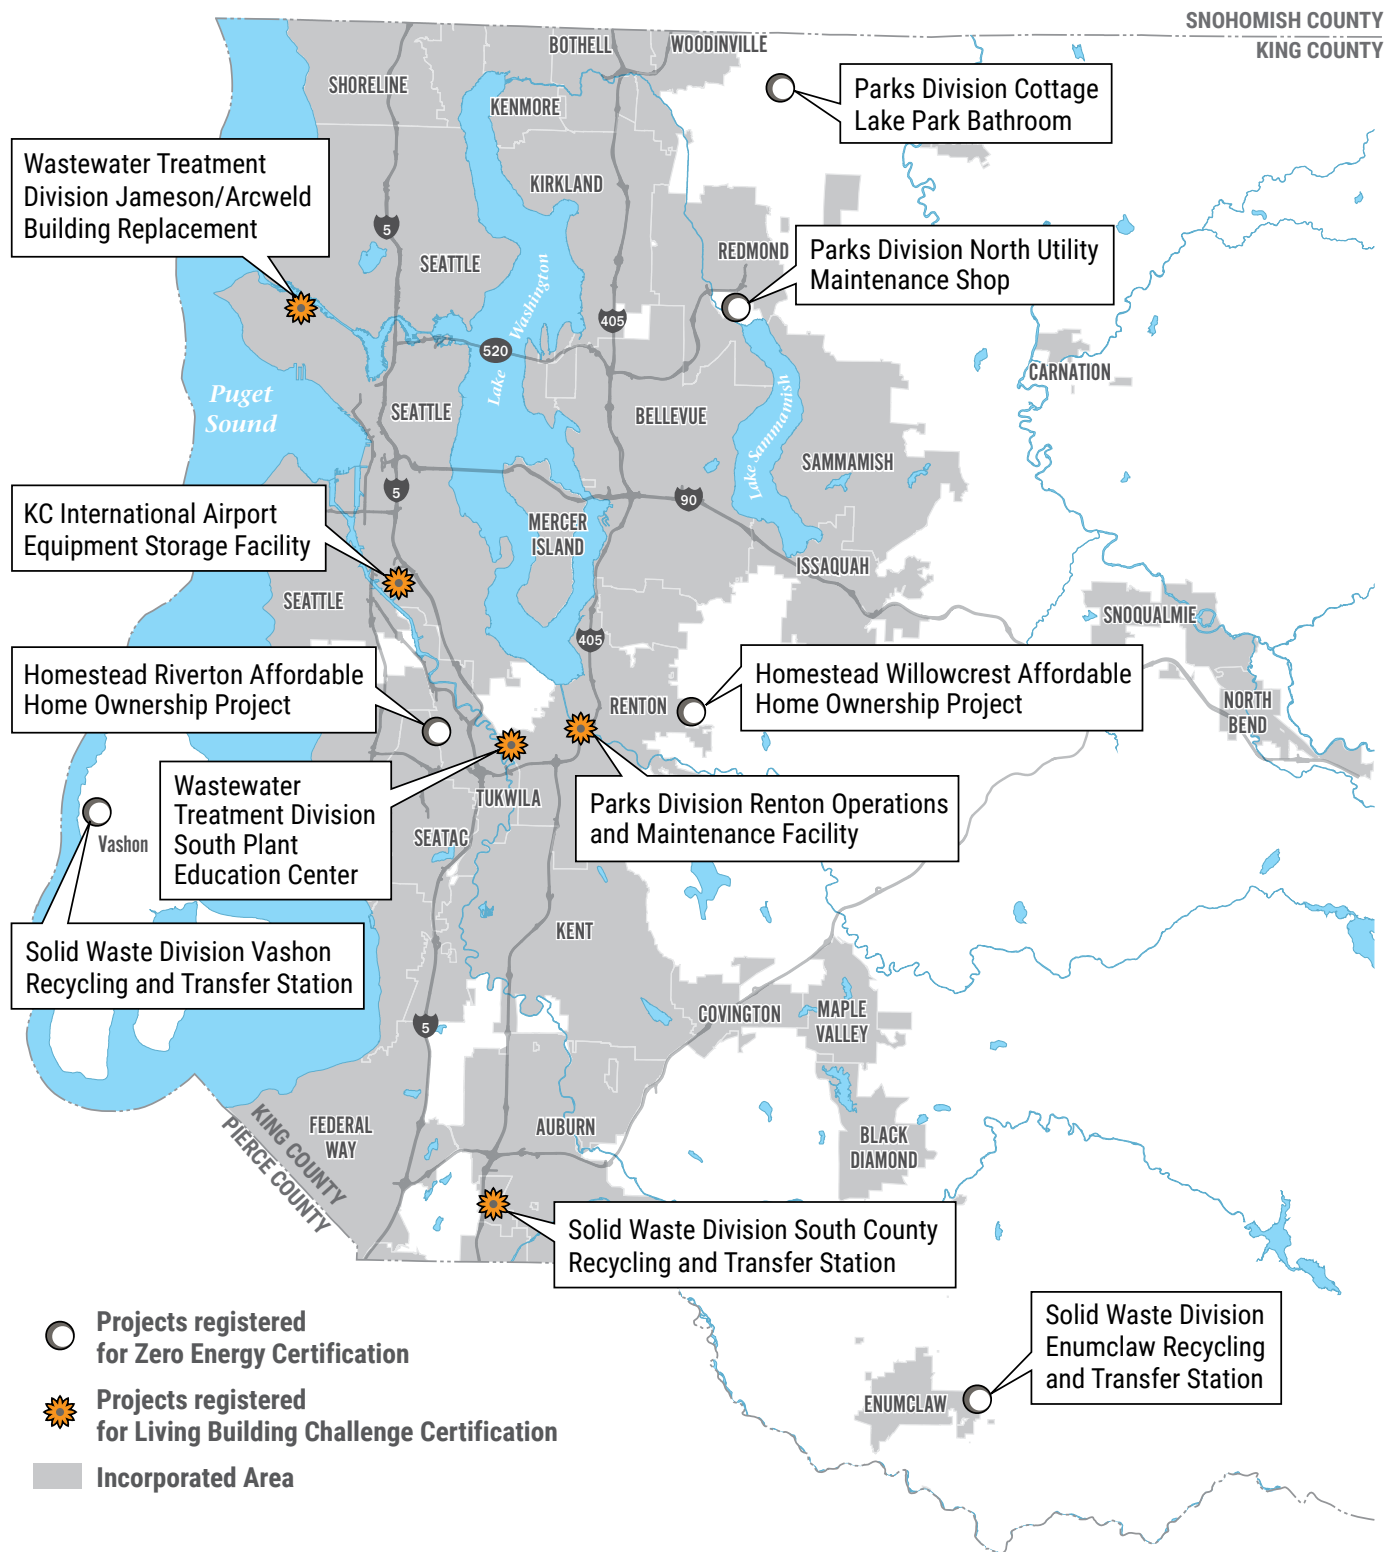 SNOHOMISH COUNTY
KING COUNTY
BOTHELL
WOODINVILLE
SHORELINE
KENMORE
Parks Division Cottage
Lake Park Bathroom
Wastewater Treatment
Division Jameson/Arcweld
Building Replacement
KIRKLAND
5
SEATTLE
REDMOND
Parks Division North Utility
Maintenance Shop
Lake Washington
405
520
CARNATION
Puget
Sound
SEATTLE
BELLEVUE
Lake Sammamish
SAMMAMISH
5
90
KC International Airport
Equipment Storage Facility
MERCER
ISLAND
ISSAQUAH
SEATTLE
SNOQUALMIE
405
Homestead Riverton Affordable
Home Ownership Project
RENTON
Homestead Willowcrest Affordable
Home Ownership Project
NORTH
BEND
Wastewater
Treatment Division
South Plant
Education Center
TUKWILA
Parks Division Renton Operations
and Maintenance Facility
Vashon
SEATAC
Solid Waste Division Vashon
Recycling and Transfer Station
KENT
5
COVINGTON
MAPLE
VALLEY
KING COUNTY
PIERCE COUNTY
FEDERAL
WAY
AUBURN
BLACK
DIAMOND
Solid Waste Division South County
Recycling and Transfer Station
Projects registered
for Zero Energy Certification
Projects registered
for Living Building Challenge Certification
Incorporated Area
Solid Waste Division
Enumclaw Recycling
and Transfer Station
ENUMCLAW